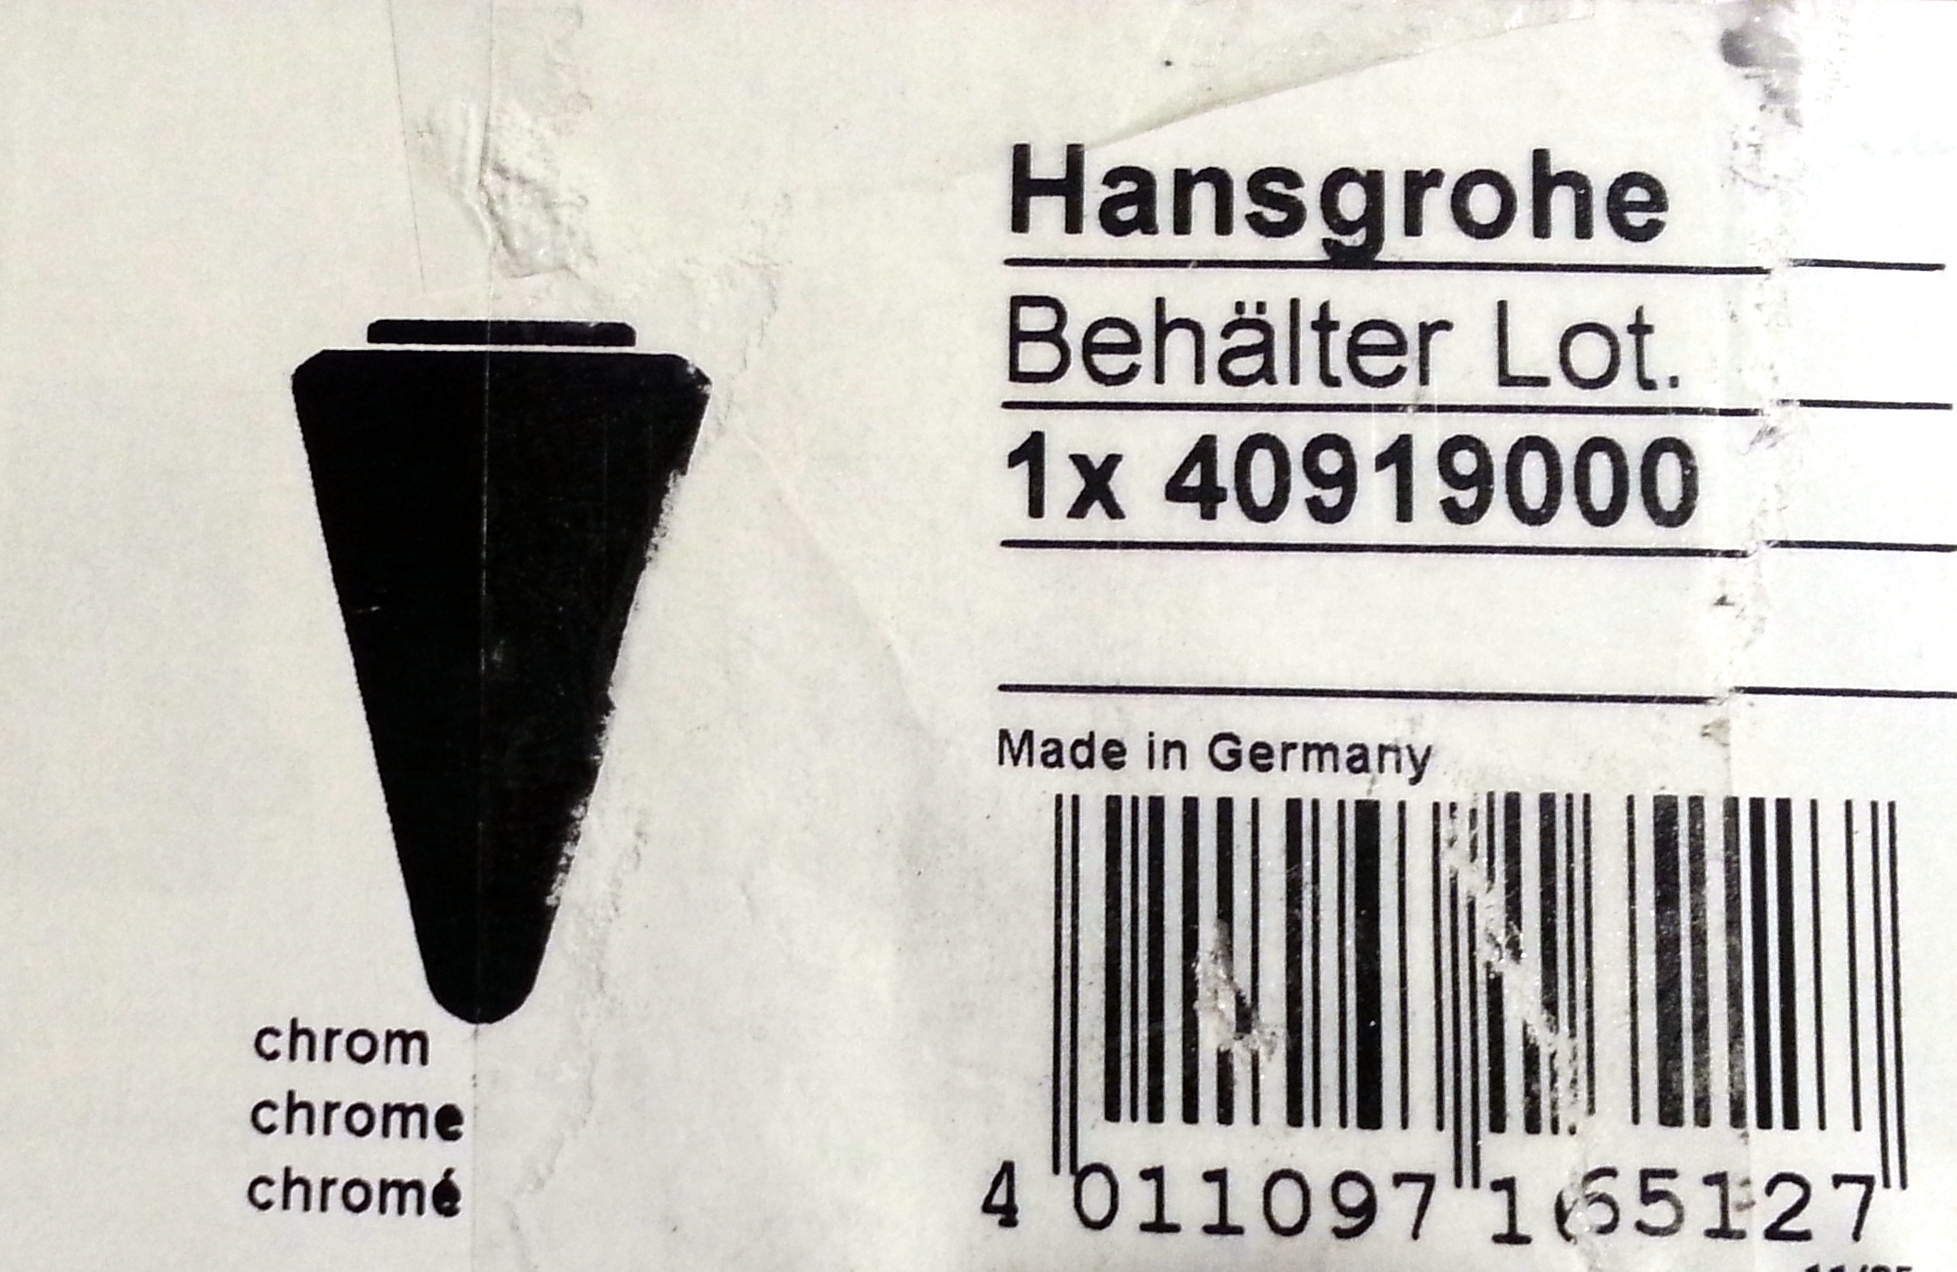 Hansgrohe
Behälter Lot.
1x 40919000
Made in Germany
chrom
chrome
chromé
4 011097 165127